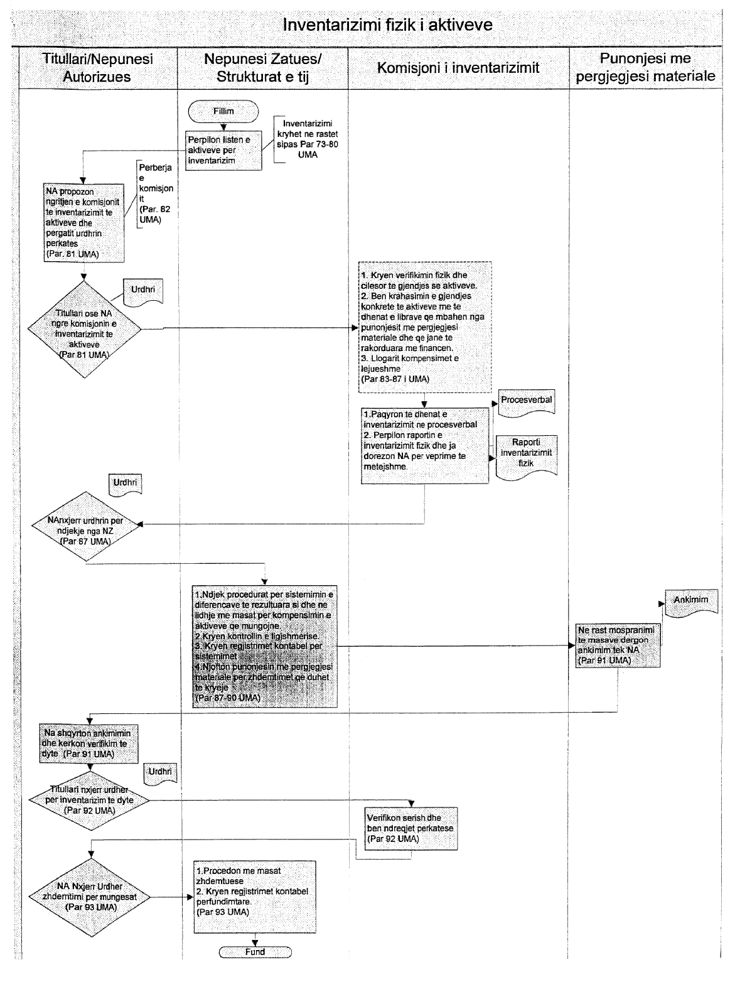 Inventarizimi fizik i aktiveve
Titullari/Nepunesi
Autorizues
Nepunesi Zatues/
Strukturat e tij
Komisjoni i inventarizimit
Punonjesi me
pergjegjesi materiale
Fillim
Perpilon listen e
aktiveve per
inventarizim
Inventarizimi
kryhet ne rastet
sipas Par 73-80
UMA
Perberja
e
komisjon
it
(Par. 82
UMA)
NA propozon
ngritjen e komisjonit
te inventarizimit te
aktiveve dhe
pergatit urdhrin
perkates
(Par. 81 UMA)
Urdhri
Titullari ose NA
ngre komisjonin e
inventarizimit te
aktiveve
(Par 81 UMA)
1. Kryen verifikimin fizik dhe
cilesor te gjendjes se aktiveve.
2. Ben krahasimin e gjendjes
konkrete te aktiveve me te
dhenat e librave qe mbahen nga
punonjesit me pergjegjesi
materiale dhe qe jane te
rakorduara me financen.
3. Llogarit kompensimet e
lejueshme
(Par 83-87 i UMA)
Procesverbal
1.Paqyron te dhenat e
inventarizimit ne procesverbal
2. Perpilon raportin e
inventarizimit fizik dhe ja
dorezon NA per veprime te
metejshme.
Raporti
inventarizimit
fizik
Urdhri
NAnxjerr urdhrin per
ndjekje nga NZ
(Par 87 UMA)
1.Ndjek procedurat per sistemimin e
diferencave te rezultuara si dhe ne
lidhje me masat per kompensimin e
aktiveve qe mungojne.
2.Kryen kontrollin e ligjshmerise.
3. Kryen regjistrimet kontabel per
sistemimet
4.Njofton punonjesin me pergjegjesi
materiale per zhdemtimet qe duhet
te kryeje
(Par 87-90 UMA)
Ankimim
Ne rast mospranimi
te masave dergon
ankimim tek NA
(Par 91 UMA)
Na shqyrton ankimimin
dhe kerkon verifikim te
dyte (Par 91 UMA)
Urdhri
Titullari nxjerr urdher
per inventarizim te dyte
(Par 92 UMA)
Verifikon serish dhe
ben ndreqjet perkatese
(Par 92 UMA)
NA Nxjerr Urdher
zhdemtimi per mungesat
(Par 93 UMA)
1.Procedon me masat
zhdemtuese
2. Kryen regjistrimet kontabel
perfundimtare.
(Par 93 UMA)
Fund